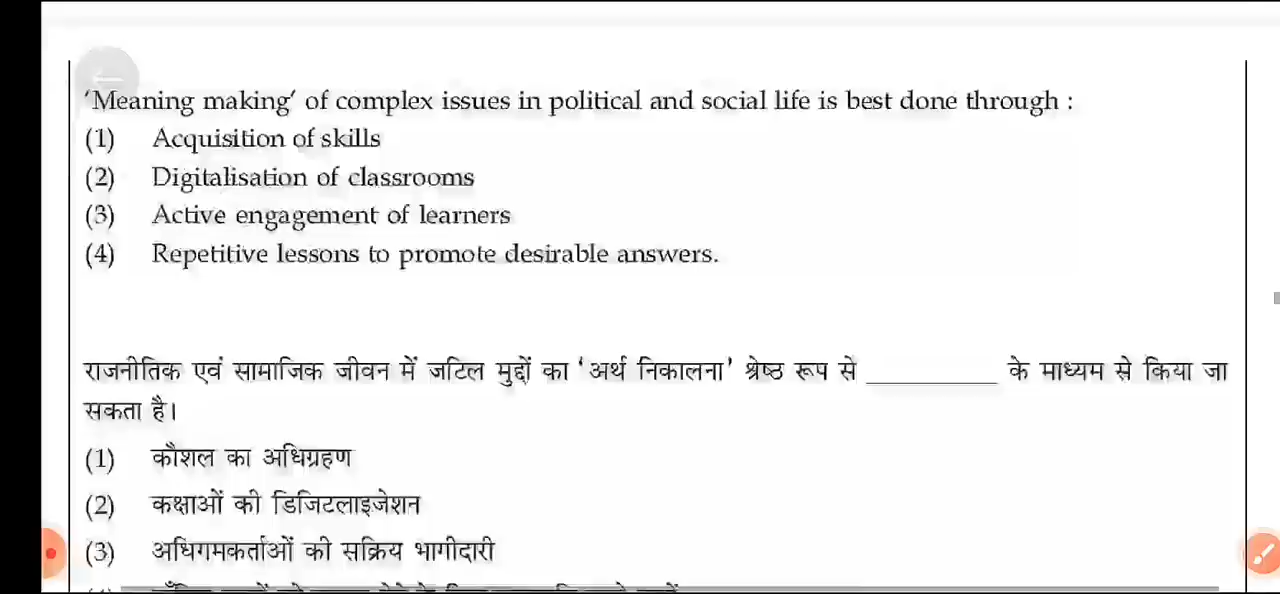 ‘Meaning making’ of complex issues in political and social life is best done through :
(1) Acquisition of skills
(2) Digitalisation of classrooms
(3) Active engagement of learners
(4) Repetitive lessons to promote desirable answers.
राजनीतिक एवं सामाजिक जीवन में जटिल मुद्दों का ‘अर्थ निकालना’ श्रेष्ठ रूप से __________ के माध्यम से किया जा
सकता है।
(1) कौशल का अधिग्रहण
(2) कक्षाओं की डिजिटलाइजेशन
(3) अधिगमकर्ताओं की सक्रिय भागीदारी